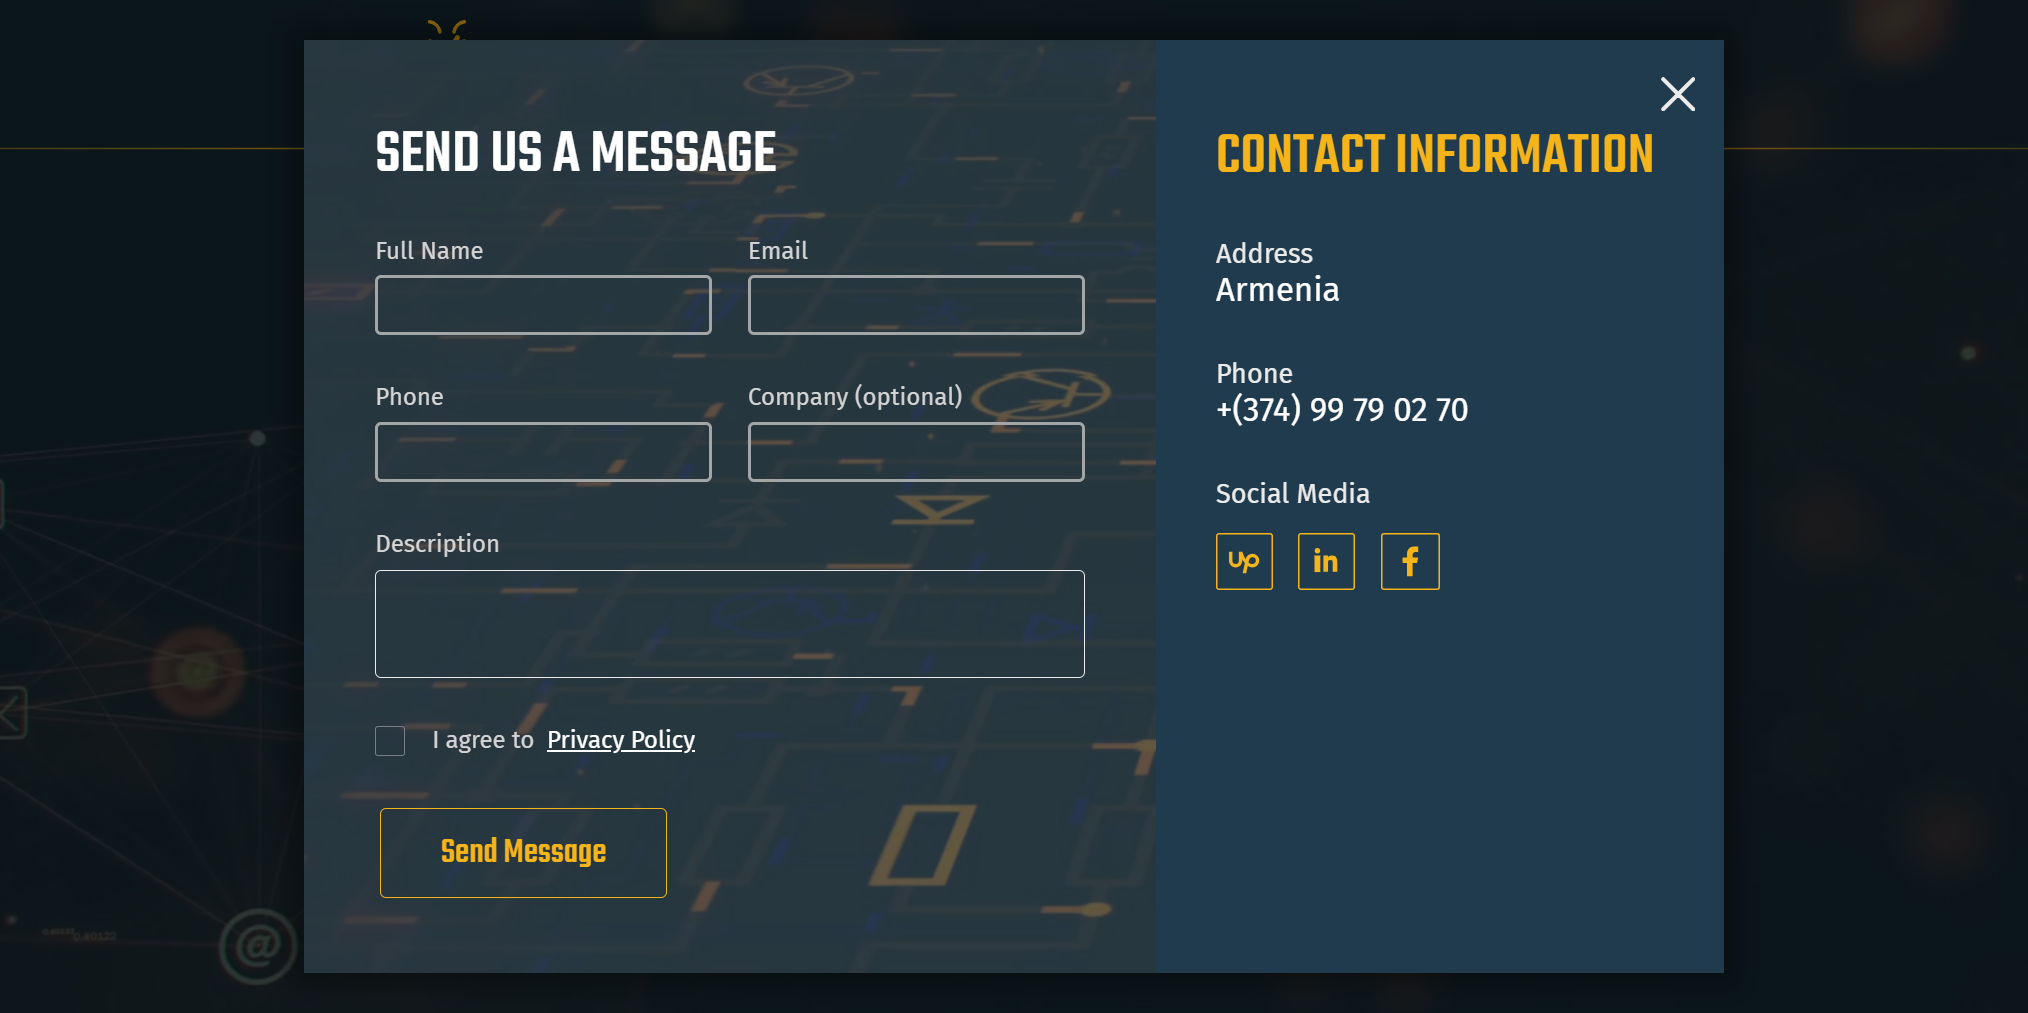 SEND US A MESSAGE
Full Name
Email
Phone
Company (optional)
Description
I agree to Privacy Policy
Send Message
CONTACT INFORMATION
Address
Armenia
Phone
+(374) 99 79 02 70
Social Media
up
in
f
@